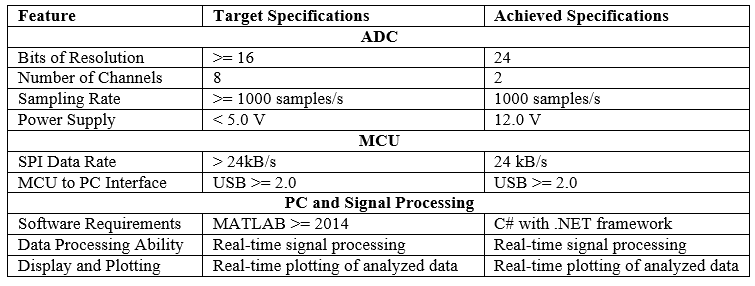 Feature Target Specifications Achieved Specifications
ADC
Bits of Resolution >= 16 24
Number of Channels 8 2
Sampling Rate >= 1000 samples/s 1000 samples/s
Power Supply < 5.0 V 12.0 V
MCU
SPI Data Rate > 24kB/s 24 kB/s
MCU to PC Interface USB >= 2.0 USB >= 2.0
PC and Signal Processing
Software Requirements MATLAB >= 2014 C# with .NET framework
Data Processing Ability Real-time signal processing Real-time signal processing
Display and Plotting Real-time plotting of analyzed data Real-time plotting of analyzed data